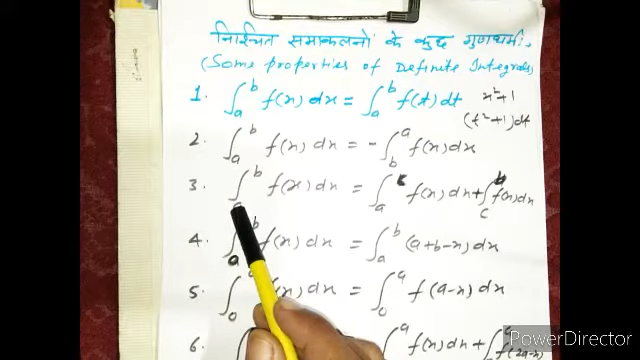 निश्चित समाकलनों के कुछ गुणधर्म:
(Some properties of Definite Integrals)
1. ∫_a^b f(x) dx = ∫_a^b f(t) dt x²+1
(t²+1) dt
2. ∫_a^b f(x) dx = -∫_b^a f(x) dx
3. ∫_a^b f(x) dx = ∫_a^c f(x) dx + ∫_c^b f(x) dx
4. ∫_a^b f(x) dx = ∫_a^b (a+b-x) dx
5. ∫_0^a f(x) dx = ∫_0^a f(a-x) dx
6. ∫^a f(x) dx + ∫^a f(2a-x)
PowerDirector